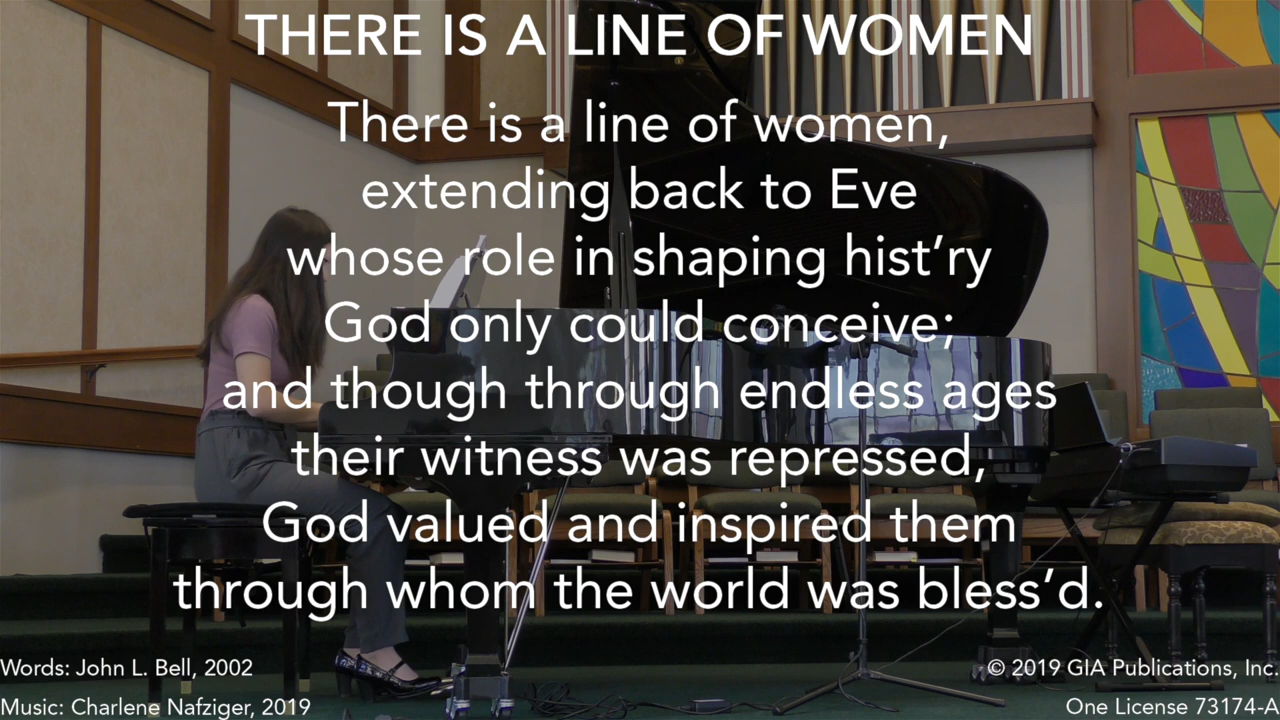 THERE IS A LINE OF WOMEN
There is a line of women,
extending back to Eve
whose role in shaping hist’ry
God only could conceive;
and though through endless ages
their witness was repressed,
God valued and inspired them
through whom the world was bless’d.
Words: John L. Bell, 2002
Music: Charlene Nafziger, 2019
© 2019 GIA Publications, Inc.
One License 73174-A